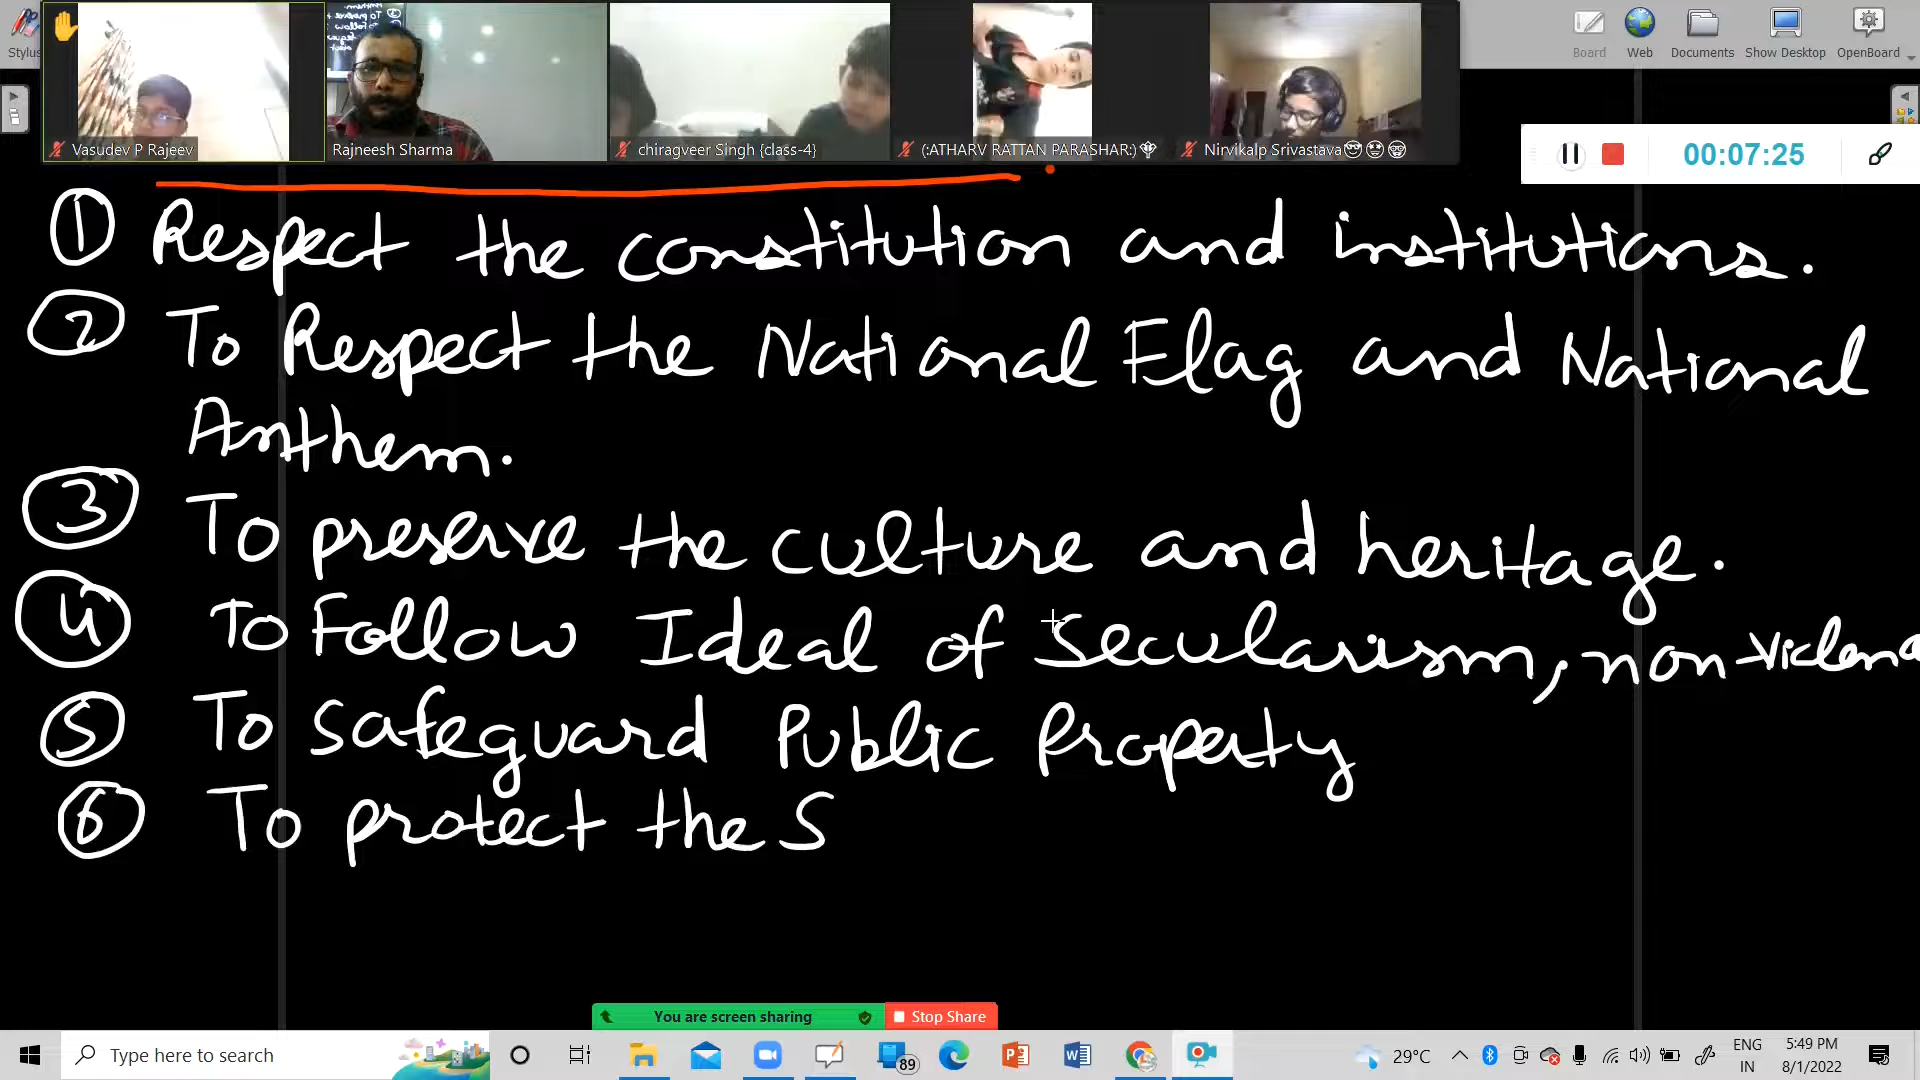 Stylus
Board Web Documents Show Desktop OpenBoard
Vasudev P Rajeev
Rajneesh Sharma
chiragveer Singh {class-4}
(:ATHARV RATTAN PARASHAR:)
Nirvikalp Srivastava
00:07:25
1 Respect the constitution and institutions.
2 To Respect the National Flag and National
Anthem.
3 To preserve the culture and heritage.
4 To Follow Ideal of Secularism, non-
5 To safeguard Public Property
6 To protect the S
You are screen sharing Stop Share
Type here to search
89
29°C
ENG
IN
5:49 PM
8/1/2022